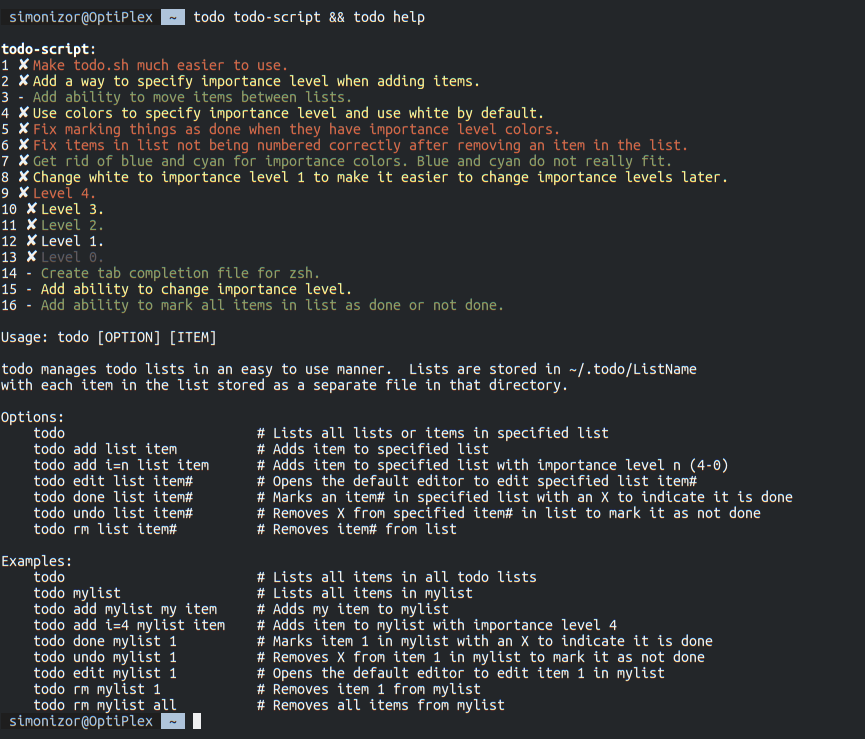 simonizor@OptiPlex ~ todo todo-script && todo help
todo-script:
1 ✘ Make todo.sh much easier to use.
2 ✘ Add a way to specify importance level when adding items.
3 - Add ability to move items between lists.
4 ✘ Use colors to specify importance level and use white by default.
5 ✘ Fix marking things as done when they have importance level colors.
6 ✘ Fix items in list not being numbered correctly after removing an item in the list.
7 ✘ Get rid of blue and cyan for importance colors. Blue and cyan do not really fit.
8 ✘ Change white to importance level 1 to make it easier to change importance levels later.
9 ✘ Level 4.
10 ✘ Level 3.
11 ✘ Level 2.
12 ✘ Level 1.
13 ✘ Level 0.
14 - Create tab completion file for zsh.
15 - Add ability to change importance level.
16 - Add ability to mark all items in list as done or not done.
Usage: todo [OPTION] [ITEM]
todo manages todo lists in an easy to use manner.  Lists are stored in ~/.todo/ListName
with each item in the list stored as a separate file in that directory.
Options:
todo # Lists all lists or items in specified list
todo add list item # Adds item to specified list
todo add i=n list item # Adds item to specified list with importance level n (4-0)
todo edit list item# # Opens the default editor to edit specified list item#
todo done list item# # Marks an item# in specified list with an X to indicate it is done
todo undo list item# # Removes X from specified item# in list to mark it as not done
todo rm list item# # Removes item# from list
Examples:
todo # Lists all items in all todo lists
todo mylist # Lists all items in mylist
todo add mylist my item # Adds my item to mylist
todo add i=4 mylist item # Adds item to mylist with importance level 4
todo done mylist 1 # Marks item 1 in mylist with an X to indicate it is done
todo undo mylist 1 # Removes X from item 1 in mylist to mark it as not done
todo edit mylist 1 # Opens the default editor to edit item 1 in mylist
todo rm mylist 1 # Removes item 1 from mylist
todo rm mylist all # Removes all items from mylist
simonizor@OptiPlex ~